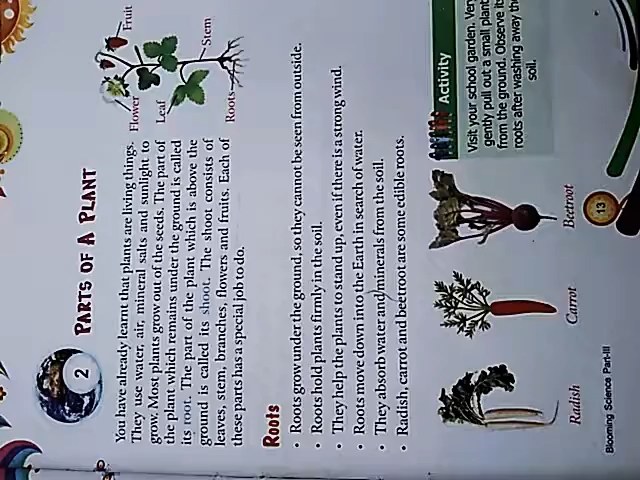 2
PARTS OF A PLANT
You have already learnt that plants are living things.
They use water, air, mineral salts and sunlight to
grow. Most plants grow out of the seeds. The part of
the plant which remains under the ground is called
its root. The part of the plant which is above the
ground is called its shoot. The shoot consists of
leaves, stem, branches, flowers and fruits. Each of
these parts has a special job to do.
Flower
Fruit
Leaf
Stem
Roots
Roots
• Roots grow under the ground, so they cannot be seen from outside.
• Roots hold plants firmly in the soil.
• They help the plants to stand up, even if there is a strong wind.
• Roots move down into the Earth in search of water.
• They absorb water and minerals from the soil.
• Radish, carrot and beetroot are some edible roots.
Radish
Carrot
Beetroot
Activity
Visit your school garden. Very
gently pull out a small plant
from the ground. Observe its
roots after washing away the
soil.
Blooming Science Part-III
13